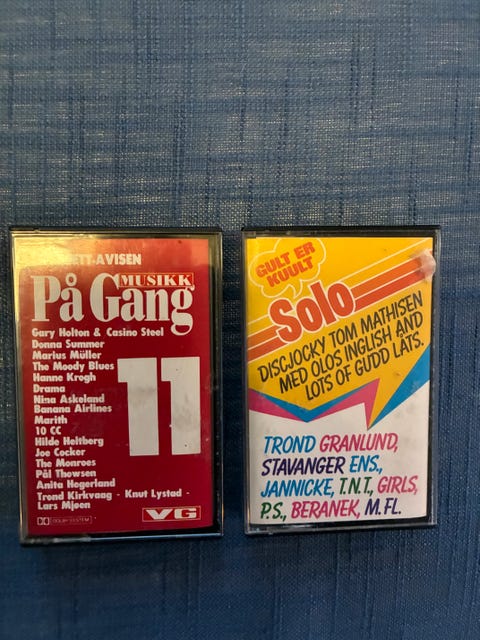 ETT-AVISEN
MUSIKK
På Gang
Gary Holton & Casino Steel
Donna Summer
Marius Müller
The Moody Blues
Hanne Krogh
Drama
Nina Askeland
Banana Airlines
Marith
10 CC
Hilde Heltberg
Joe Cocker
The Monroes
Pål Thowsen
Anita Hegerland
Trond Kirkvaag - Knut Lystad -
Lars Mjøen
11
DOLBY SYSTEM
VG
GULT ER
KUULT
Solo
DISCJOCKY TOM MATHISEN
MED OLOS INGLISH AND
LOTS OF GUDD LÅTS.
TROND GRANLUND,
STAVANGER ENS.,
JANNICKE, T.N.T., GIRLS,
P.S., BERANEK, M.FL.